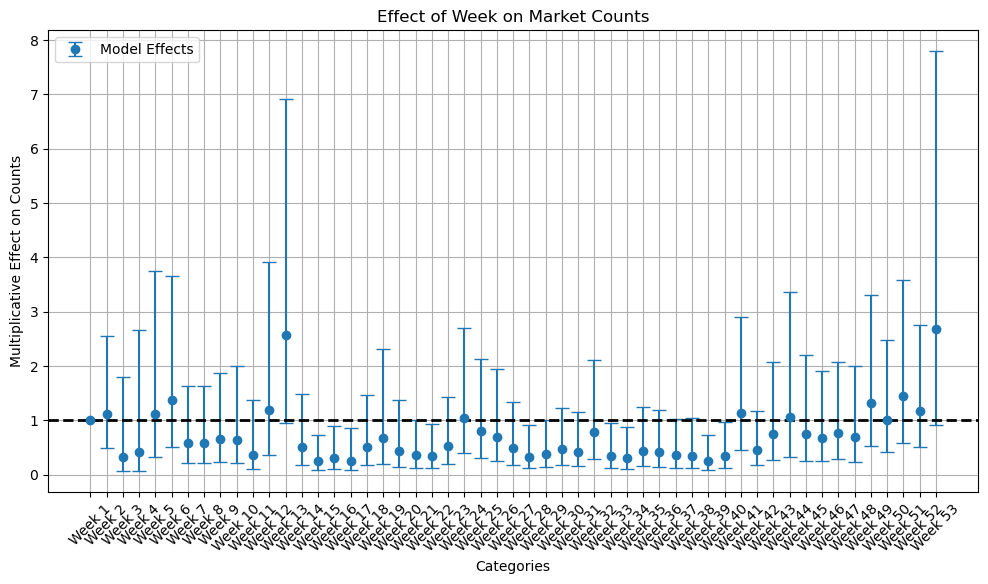 Effect of Week on Market Counts
Model Effects
Multiplicative Effect on Counts
8
7
6
5
4
3
2
1
0
Week 1
Week 2
Week 3
Week 4
Week 5
Week 6
Week 7
Week 8
Week 9
Week 10
Week 11
Week 12
Week 13
Week 14
Week 15
Week 16
Week 17
Week 18
Week 19
Week 20
Week 21
Week 22
Week 23
Week 24
Week 25
Week 26
Week 27
Week 28
Week 29
Week 30
Week 31
Week 32
Week 33
Week 34
Week 35
Week 36
Week 37
Week 38
Week 39
Week 40
Week 41
Week 42
Week 43
Week 44
Week 45
Week 46
Week 47
Week 48
Week 49
Week 50
Week 51
Week 52
Week 53
Categories